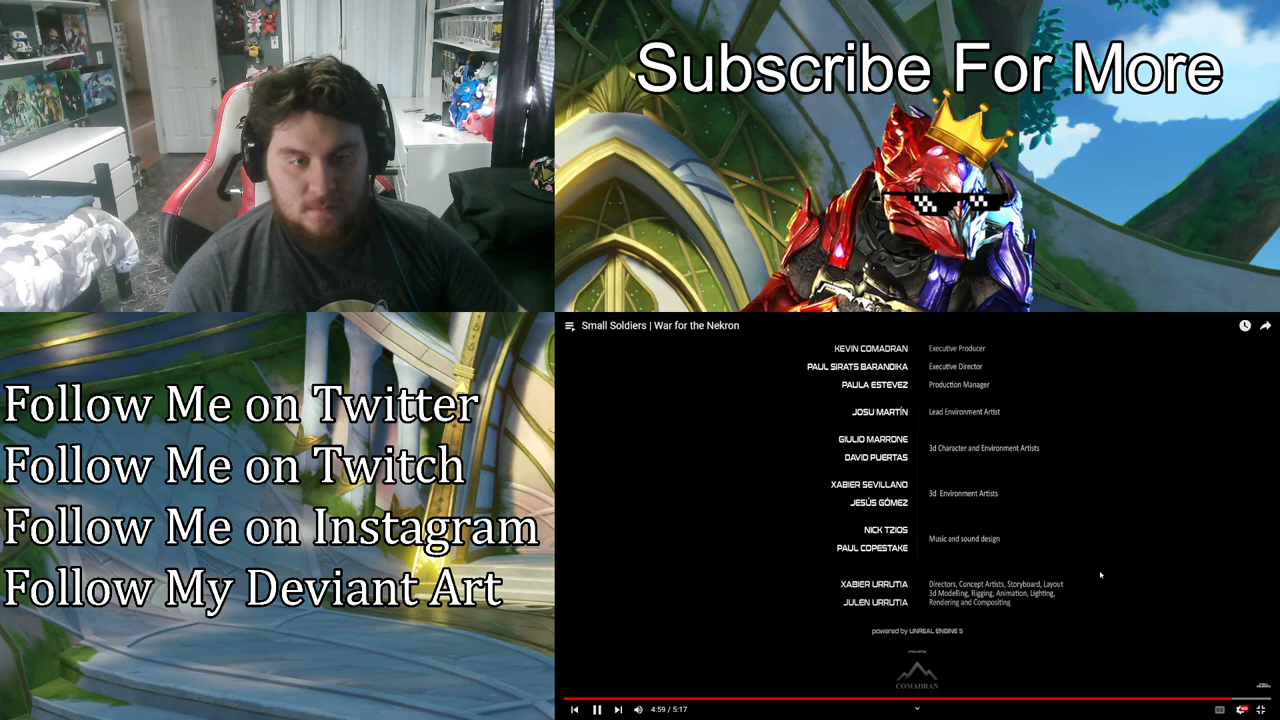 Subscribe For More
Follow Me on Twitter
Follow Me on Twitch
Follow Me on Instagram
Follow My Deviant Art
Small Soldiers | War for the Nekron
KEVIN COMADRAN Executive Producer
PAUL SIRATS BARANDIKA Executive Director
PAULA ESTEVEZ Production Manager
JOSU MARTÍN Lead Environment Artist
GIULIO MARRONE
3d Character and Environment Artists
DAVID PUERTAS
XABIER SEVILLANO
3d Environment Artists
JESÚS GÓMEZ
NICK TZIOS
Music and sound design
PAUL COPESTAKE
XABIER URRUTIA Directors, Concept Artists, Storyboard, Layout
3d Modelling, Rigging, Animation, Lighting,
JULEN URRUTIA Rendering and Compositing
powered by UNREAL ENGINE 5
COMADRAN
4:59 / 5:17